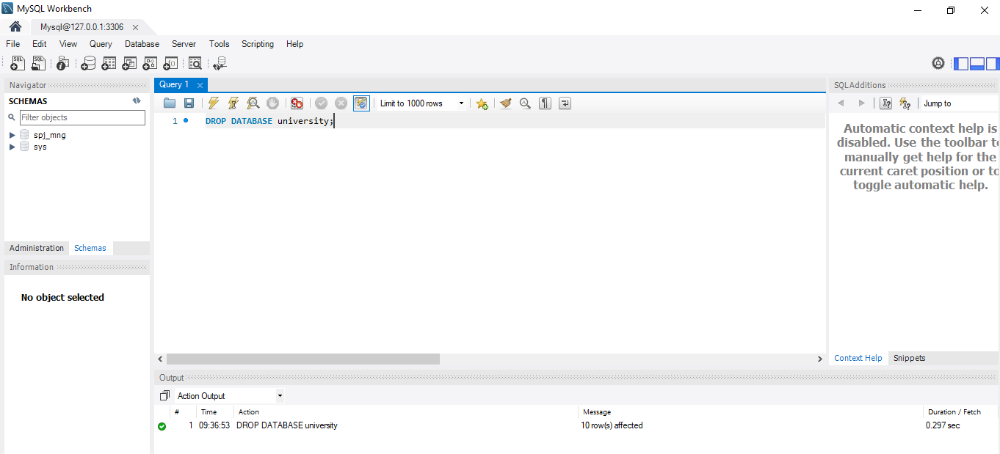 MySQL Workbench
Mysql@127.0.0.1:3306
File Edit View Query Database Server Tools Scripting Help
Navigator
SCHEMAS
Filter objects
spj_mng
sys
Administration Schemas
Information
No object selected
Query 1
Limit to 1000 rows
1 DROP DATABASE university;
SQLAdditions
Jump to
Automatic context help is
disabled. Use the toolbar to
manually get help for the
current caret position or to
toggle automatic help.
Context Help Snippets
Output
Action Output
# Time Action Message Duration / Fetch
1 09:36:53 DROP DATABASE university 10 row(s) affected 0.297 sec